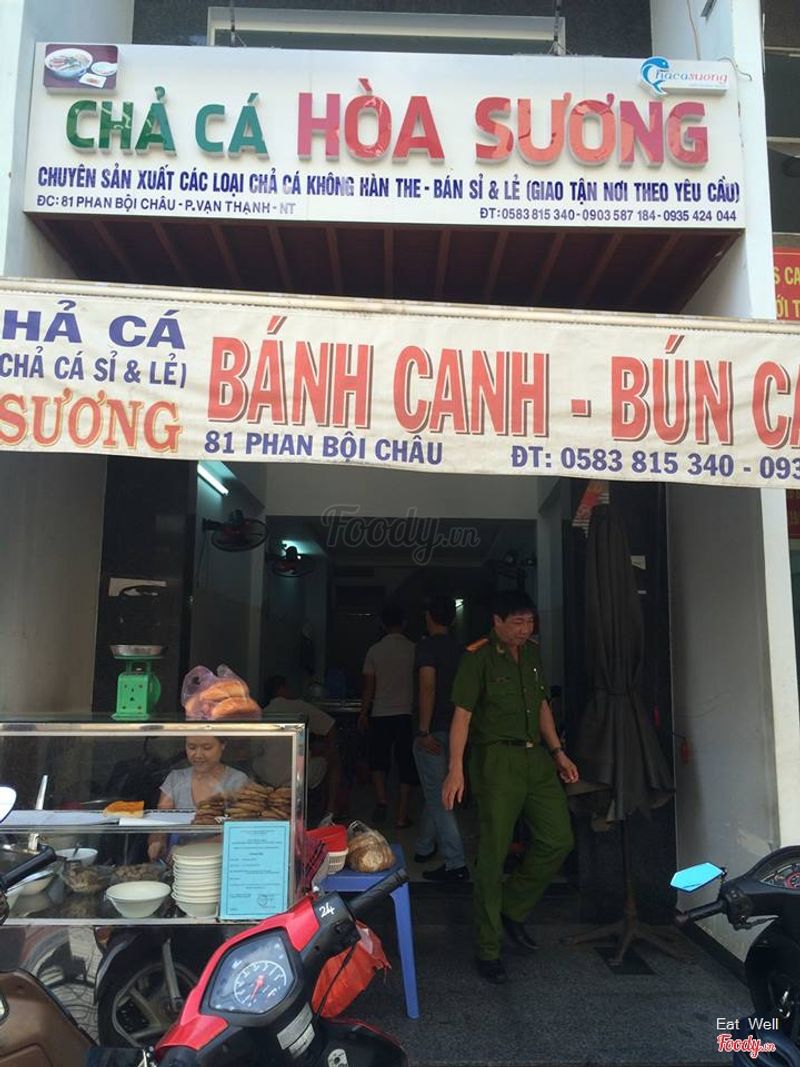 chacasuong
CHẢ CÁ HÒA SƯƠNG
CHUYÊN SẢN XUẤT CÁC LOẠI CHẢ CÁ KHÔNG HÀN THE - BÁN SỈ & LẺ (GIAO TẬN NƠI THEO YÊU CẦU)
ĐC: 81 PHAN BỘI CHÂU - P.VẠN THẠNH - NT
ĐT: 0583 815 340 - 0903 587 184 - 0935 424 044
HẢ CÁ
CHẢ CÁ SỈ & LẺ)
SƯƠNG
BÁNH CANH - BÚN CÁ
81 PHAN BỘI CHÂU
ĐT: 0583 815 340 - 093
Foody.vn
24
Eat Well
Foody.vn